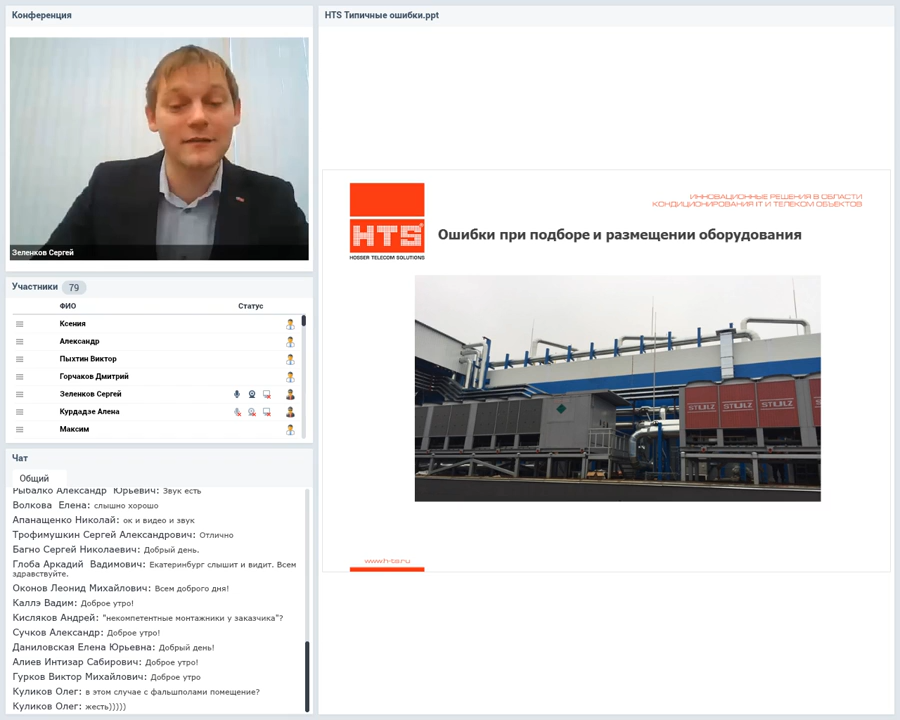 Конференция
Зеленков Сергей
Участники 79
ФИО Статус
Ксения
Александр
Пыхтин Виктор
Горчаков Дмитрий
Зеленков Сергей
Курдадзе Алена
Максим
Чат
Общий
Рыбалко Александр Юрьевич: Звук есть
Волкова Елена: слышно хорошо
Апанащенко Николай: ок и видео и звук
Трофимушкин Сергей Александрович: Отлично
Багно Сергей Николаевич: Добрый день.
Глоба Аркадий Вадимович: Екатеринбург слышит и видит. Всем
здравствуйте.
Оконов Леонид Михайлович: Всем доброго дня!
Каллэ Вадим: Доброе утро!
Кисляков Андрей: "некомпетентные монтажники у заказчика"?
Сучков Александр: Доброе утро!
Даниловская Елена Юрьевна: Добрый день!
Алиев Интизар Сабирович: Доброе утро!
Гурков Виктор Михайлович: Доброе утро
Куликов Олег: в этом случае с фальшполами помещение?
Куликов Олег: жесть)))))
HTS Типичные ошибки.ppt
HTS
HOSSER TELECOM SOLUTIONS
ИННОВАЦИОННЫЕ РЕШЕНИЯ В ОБЛАСТИ
КОНДИЦИОНИРОВАНИЯ IT И ТЕЛЕКОМ ОБЪЕКТОВ
Ошибки при подборе и размещении оборудования
STULZ STULZ STULZ
www.h-ts.ru